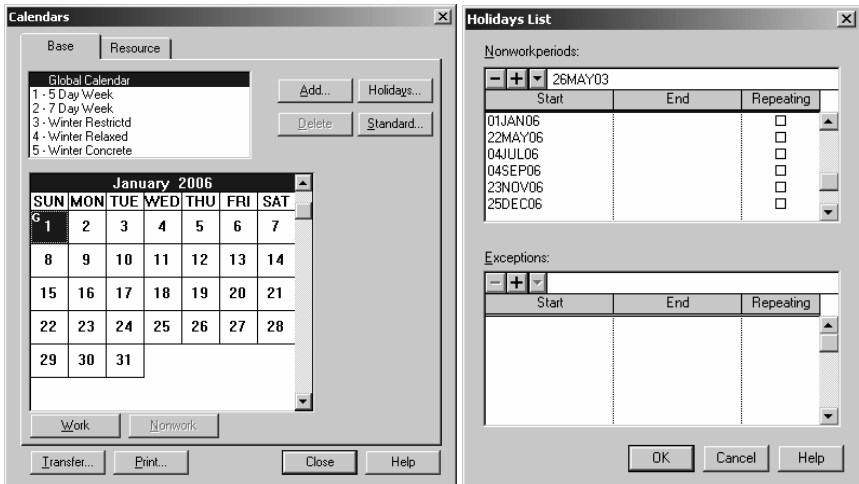 Calendars
Base
Resource
Global Calendar
1 - 5 Day Week
2 - 7 Day Week
3 - Winter Restrictd
4 - Winter Relaxed
5 - Winter Concrete
Add...
Holidays...
Delete
Standard...
January 2006
SUN MON TUE WED THU FRI SAT
G 1 2 3 4 5 6 7
8 9 10 11 12 13 14
15 16 17 18 19 20 21
22 23 24 25 26 27 28
29 30 31
Work
Nonwork
Transfer...
Print...
Close
Help
Holidays List
Nonworkperiods:
26MAY03
Start End Repeating
01JAN06
22MAY06
04JUL06
04SEP06
23NOV06
25DEC06
Exceptions:
Start End Repeating
OK
Cancel
Help